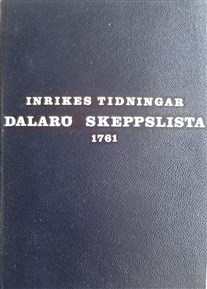 INRIKES TIDNINGAR
DALARÖ SKEPPSLISTA
1761